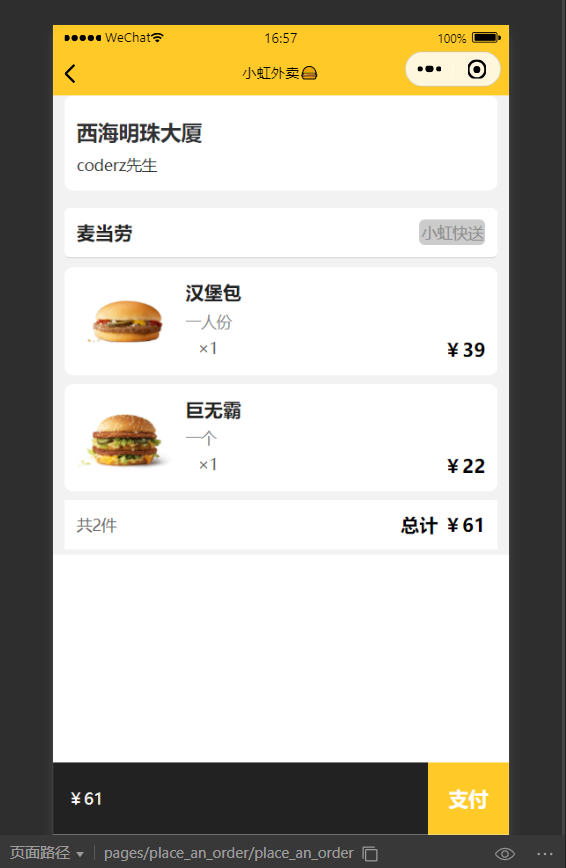 WeChat 16:57 100%
小虹外卖🍔
西海明珠大厦
coderz先生
麦当劳 小虹快送
汉堡包
一人份
×1 ¥39
巨无霸
一个
×1 ¥22
共2件 总计 ¥61
¥61 支付
页面路径 pages/place_an_order/place_an_order